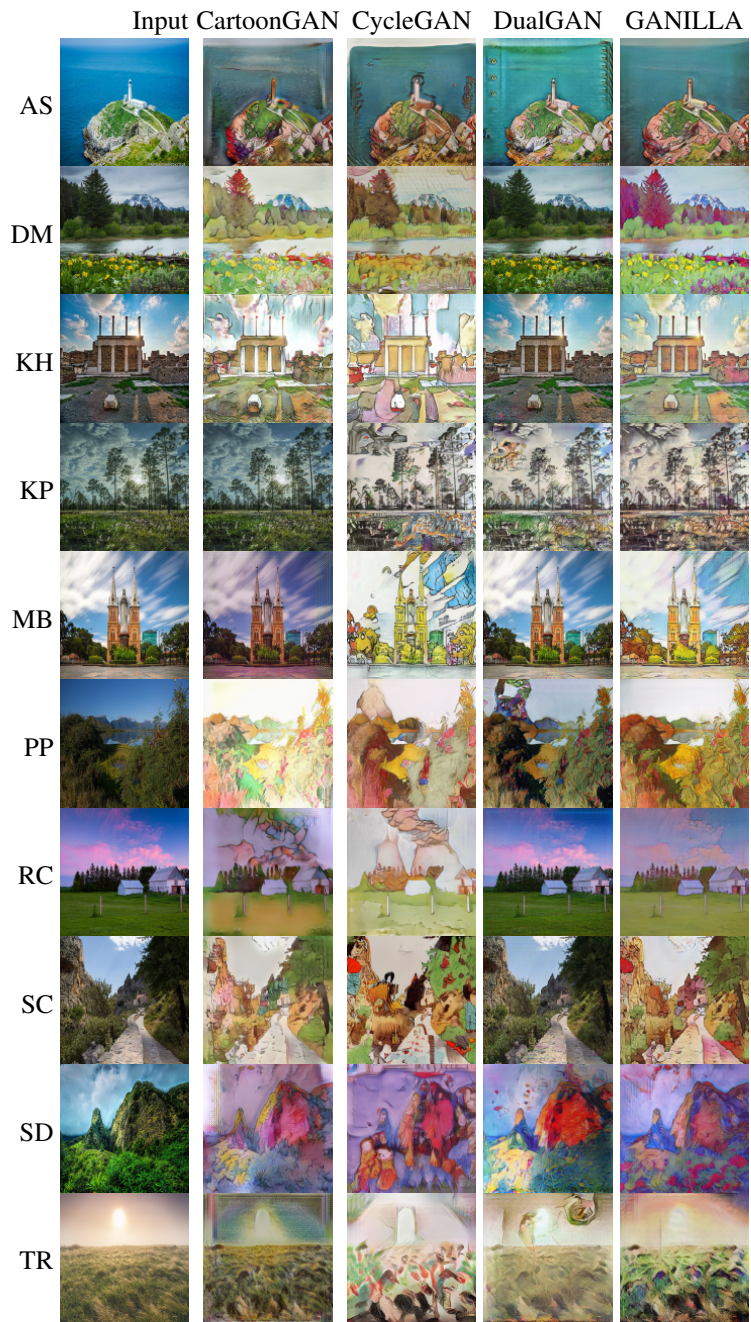 Input CartoonGAN CycleGAN DualGAN GANILLA
AS
DM
KH
KP
MB
PP
RC
SC
SD
TR